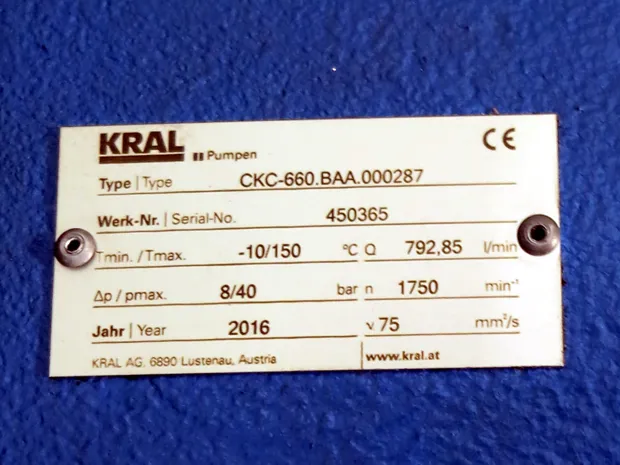 KRAL Pumpen CE
Type | Type CKC-660.BAA.000287
Werk-Nr. | Serial-No. 450365
Tmin. /Tmax. -10/150 °C Q 792,85 l/min
Δp / pmax. 8/40 bar n 1750 min⁻¹
Jahr | Year 2016 ν 75 mm²/s
KRAL AG, 6890 Lustenau, Austria www.kral.at